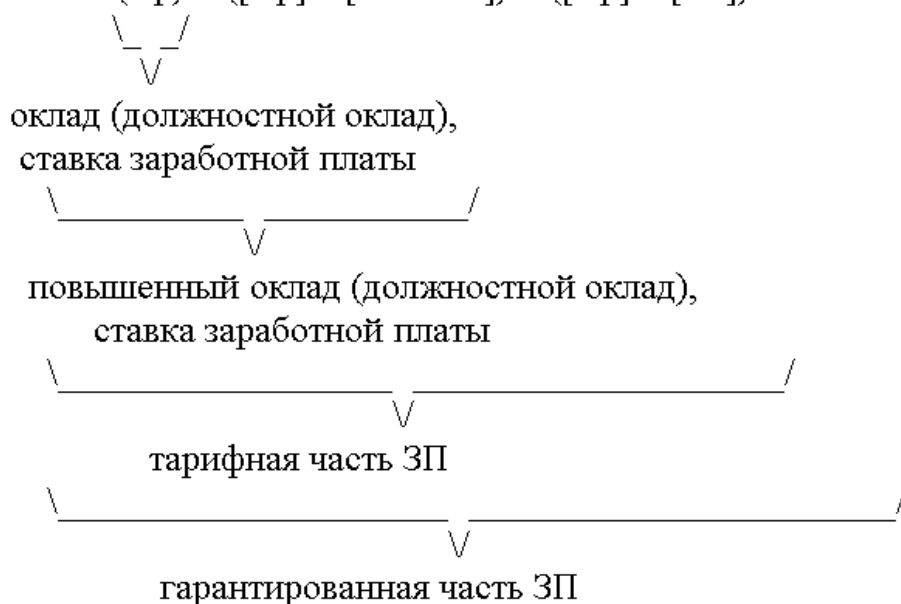 оклад (должностной оклад),
ставка заработной платы
повышенный оклад (должностной оклад),
ставка заработной платы
тарифная часть ЗП
гарантированная часть ЗП